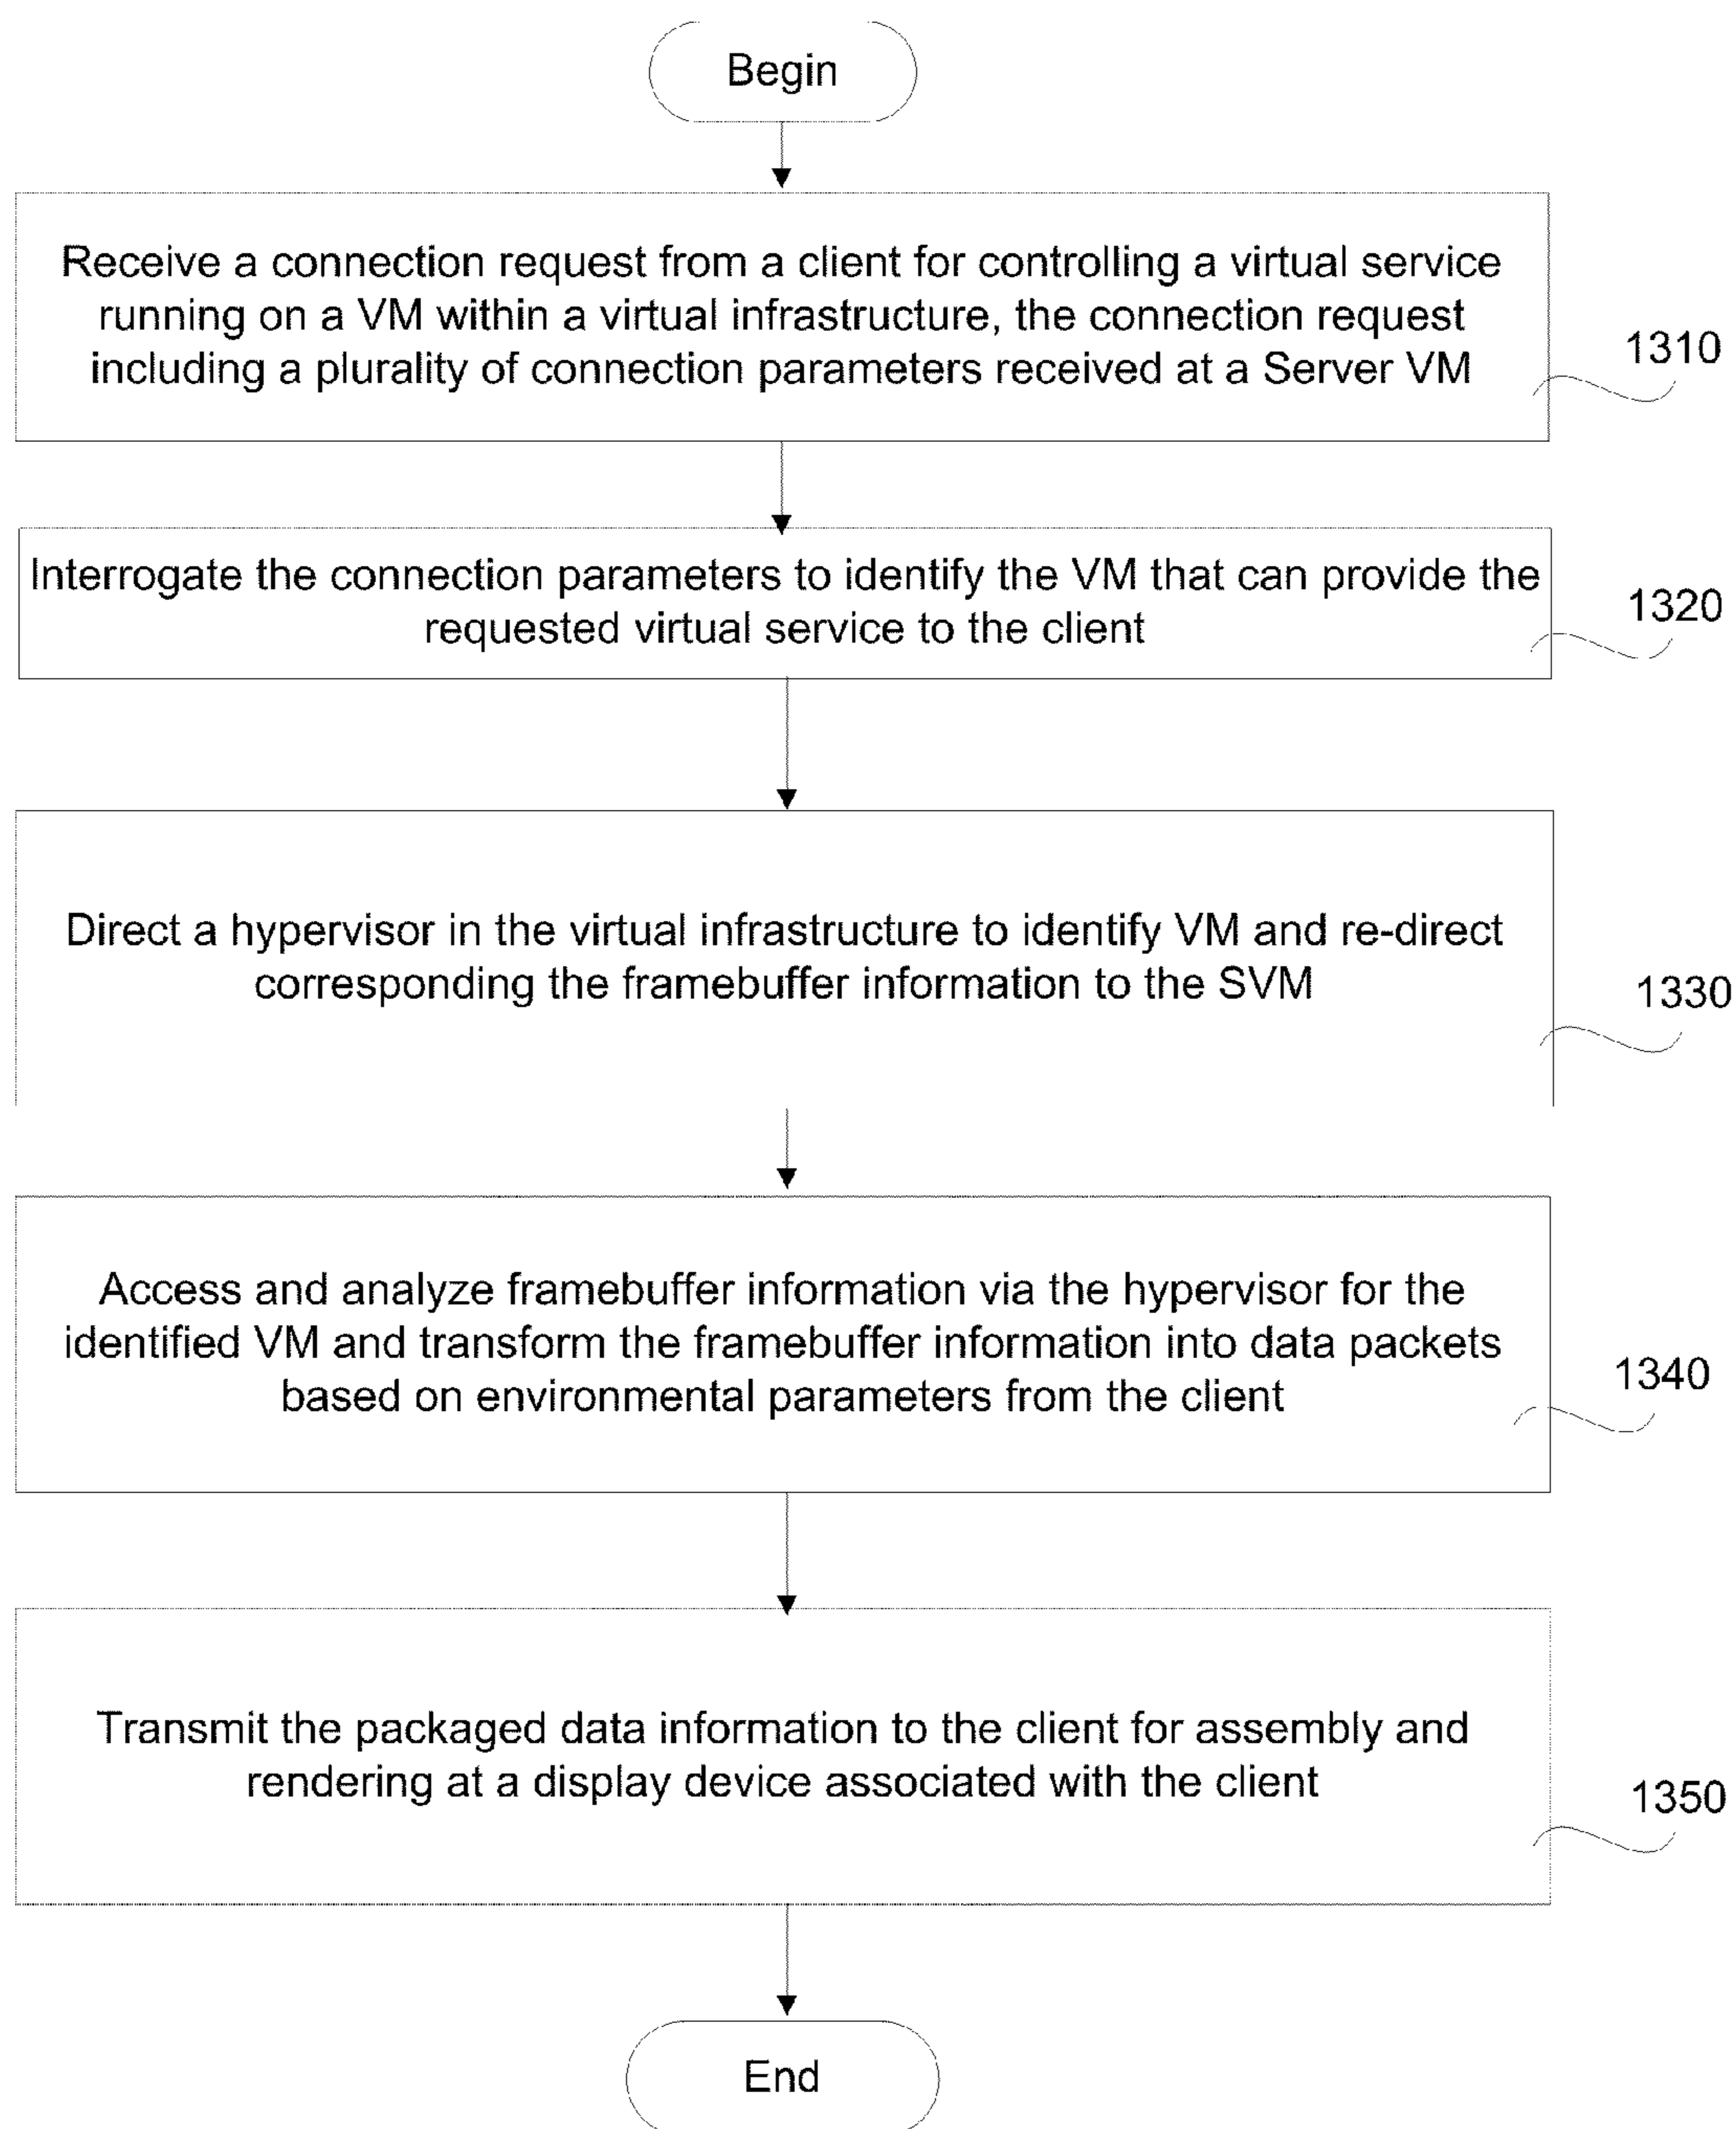 Begin
Receive a connection request from a client for controlling a virtual service
running on a VM within a virtual infrastructure, the connection request
including a plurality of connection parameters received at a Server VM
1310
Interrogate the connection parameters to identify the VM that can provide the
requested virtual service to the client
1320
Direct a hypervisor in the virtual infrastructure to identify VM and re-direct
corresponding the framebuffer information to the SVM
1330
Access and analyze framebuffer information via the hypervisor for the
identified VM and transform the framebuffer information into data packets
based on environmental parameters from the client
1340
Transmit the packaged data information to the client for assembly and
rendering at a display device associated with the client
1350
End